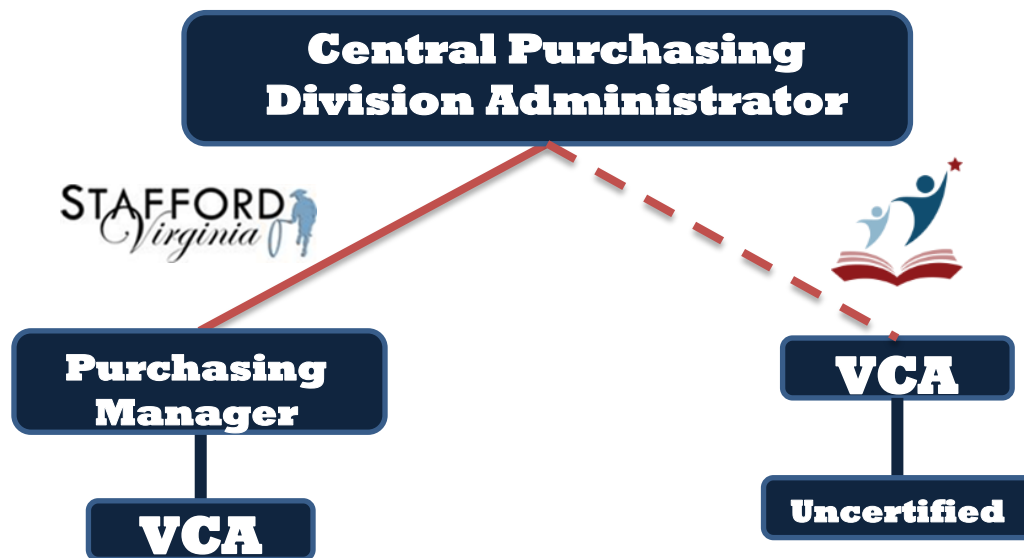 Central Purchasing
Division Administrator
STAFFORD
Virginia
Purchasing
Manager
VCA
VCA
Uncertified